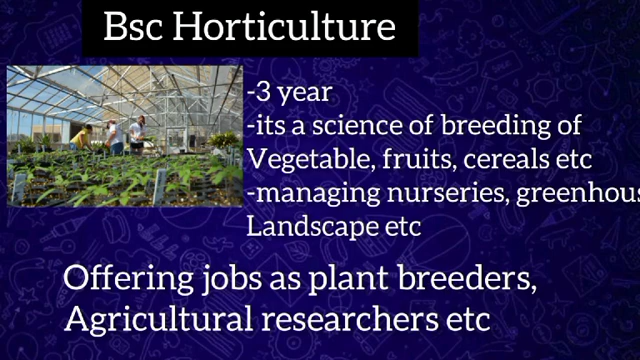 Bsc Horticulture
-3 year
-its a science of breeding of
Vegetable, fruits, cereals etc
-managing nurseries, greenhous
Landscape etc
Offering jobs as plant breeders,
Agricultural researchers etc